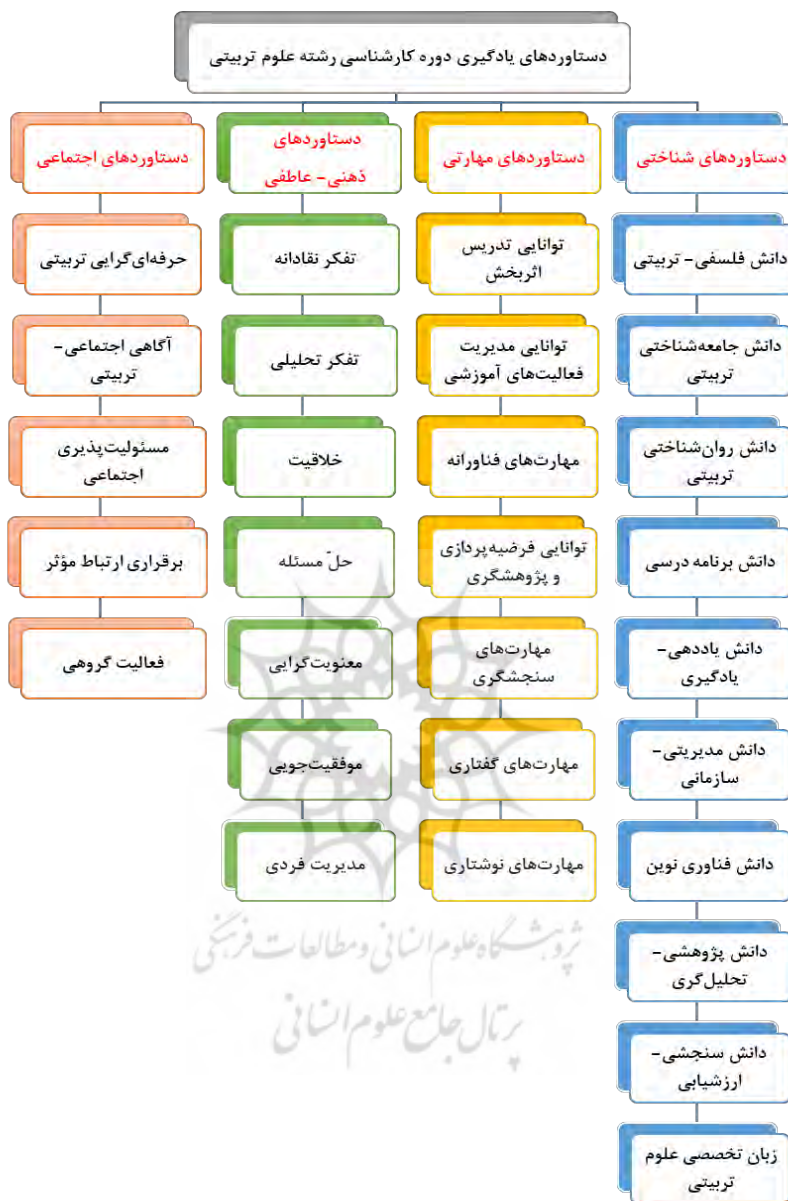 دستاوردهای یادگیری دوره کارشناسی رشته علوم تربیتی
دستاوردهای شناختی
دانش فلسفی- تربیتی
دانش جامعه‌شناختی
تربیتی
دانش روان‌شناختی
تربیتی
دانش برنامه درسی
دانش یاددهی-
یادگیری
دانش مدیریتی-
سازمانی
دانش فناوری نوین
دانش پژوهشی-
تحلیل‌گری
دانش سنجشی-
ارزشیابی
زبان تخصصی علوم
تربیتی
دستاوردهای مهارتی
توانایی تدریس
اثربخش
توانایی مدیریت
فعالیت‌های آموزشی
مهارت‌های فناورانه
توانایی فرضیه‌پردازی
و پژوهشگری
مهارت‌های
سنجشگری
مهارت‌های گفتاری
مهارت‌های نوشتاری
دستاوردهای
ذهنی- عاطفی
تفکر نقادانه
تفکر تحلیلی
خلاقیت
حلّ مسئله
معنویت‌گرایی
موفقیت‌جویی
مدیریت فردی
دستاوردهای اجتماعی
حرفه‌ای‌گرایی تربیتی
آگاهی اجتماعی-
تربیتی
مسئولیت‌پذیری
اجتماعی
برقراری ارتباط مؤثر
فعالیت گروهی
پژوهشگاه علوم انسانی و مطالعات فرهنگی
پرتال جامع علوم انسانی